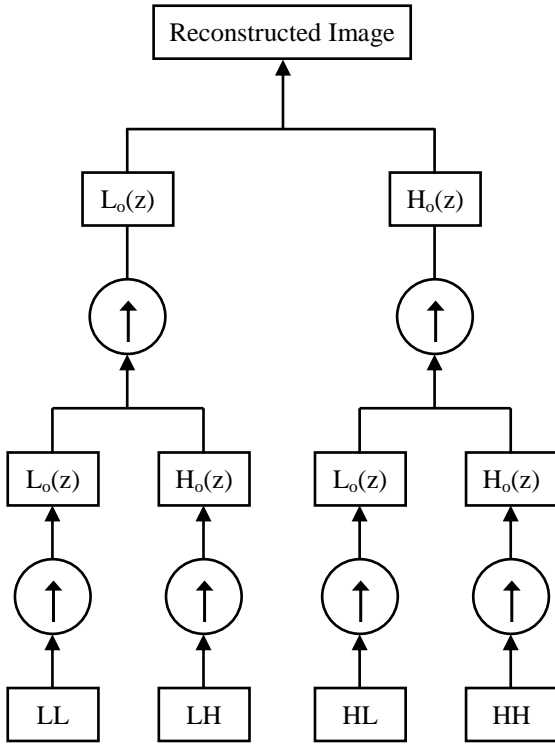 Reconstructed Image
Lₒ(z) Hₒ(z)
Lₒ(z) Hₒ(z) Lₒ(z) Hₒ(z)
LL LH HL HH